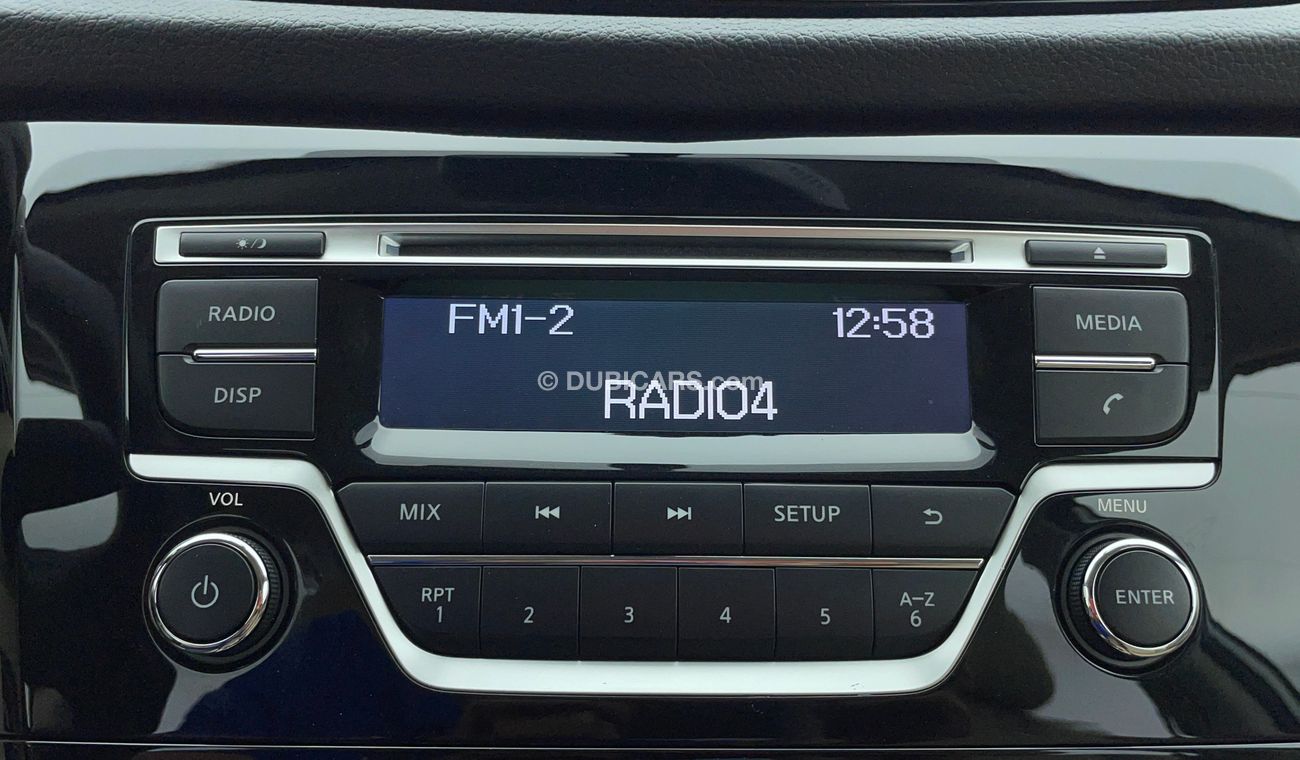 RADIO
DISP
FM1-2 12:58
© DUBICARS.com
RADIO4
MEDIA
VOL
MIX
SETUP
MENU
RPT
1
2
3
4
5
A-Z
6
ENTER